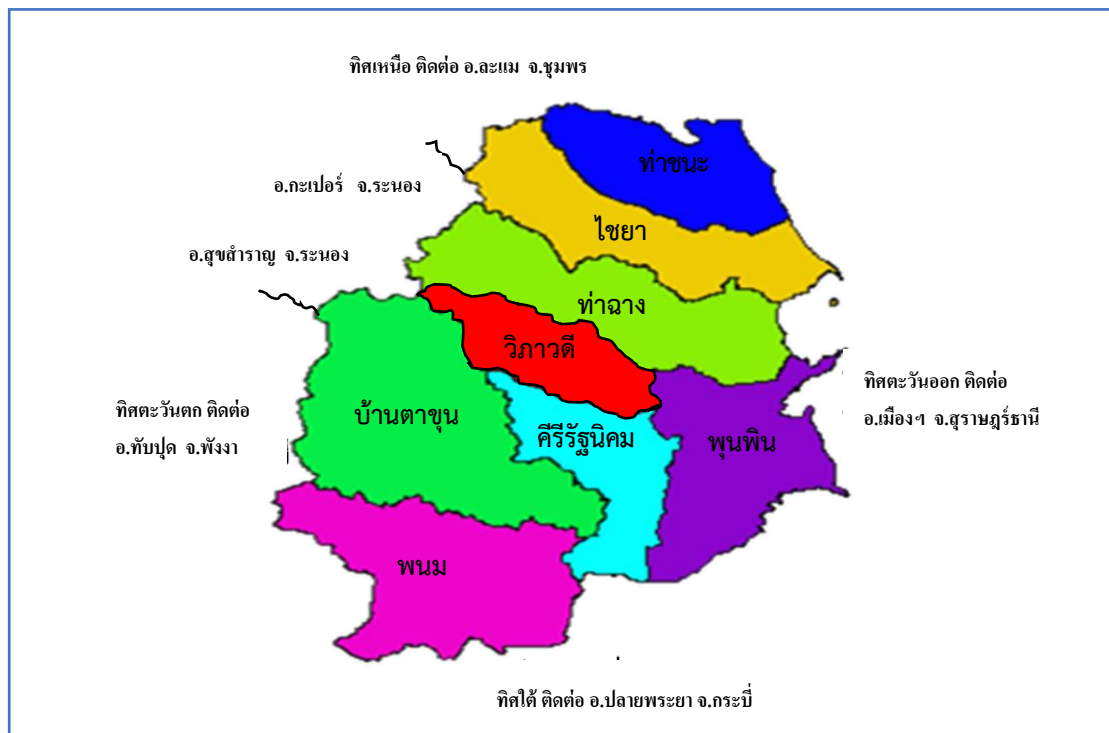 ทิศเหนือ ติดต่อ อ.ละแม จ.ชุมพร
ท่าชนะ
อ.กะเปอร์ จ.ระนอง
ไชยา
อ.สุขสำราญ จ.ระนอง
ท่าฉาง
วิภาวดี
ทิศตะวันออก ติดต่อ
อ.เมืองฯ จ.สุราษฎร์ธานี
ทิศตะวันตก ติดต่อ
อ.ทับปุด จ.พังงา
บ้านตาขุน
คีรีรัฐนิคม
พุนพิน
พนม
ทิศใต้ ติดต่อ อ.ปลายพระยา จ.กระบี่